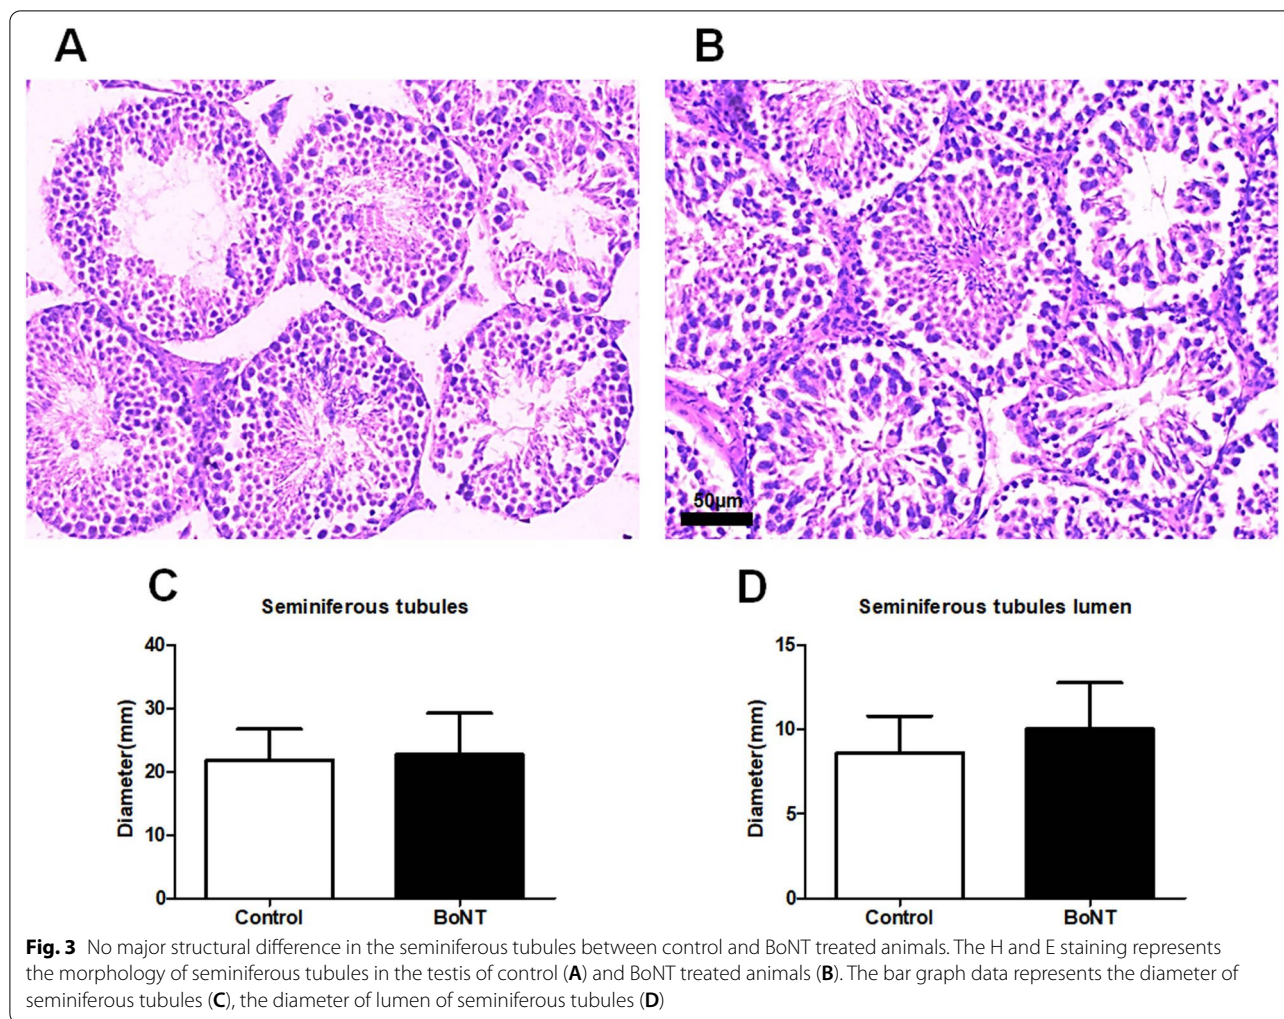 A
B
50µm
C
Seminiferous tubules
Diameter(mm)
40
30
20
10
0
Control
BoNT
D
Seminiferous tubules lumen
Diameter(mm)
15
10
5
0
Control
BoNT
Fig. 3 No major structural difference in the seminiferous tubules between control and BoNT treated animals. The H and E staining represents
the morphology of seminiferous tubules in the testis of control (A) and BoNT treated animals (B). The bar graph data represents the diameter of
seminiferous tubules (C), the diameter of lumen of seminiferous tubules (D)